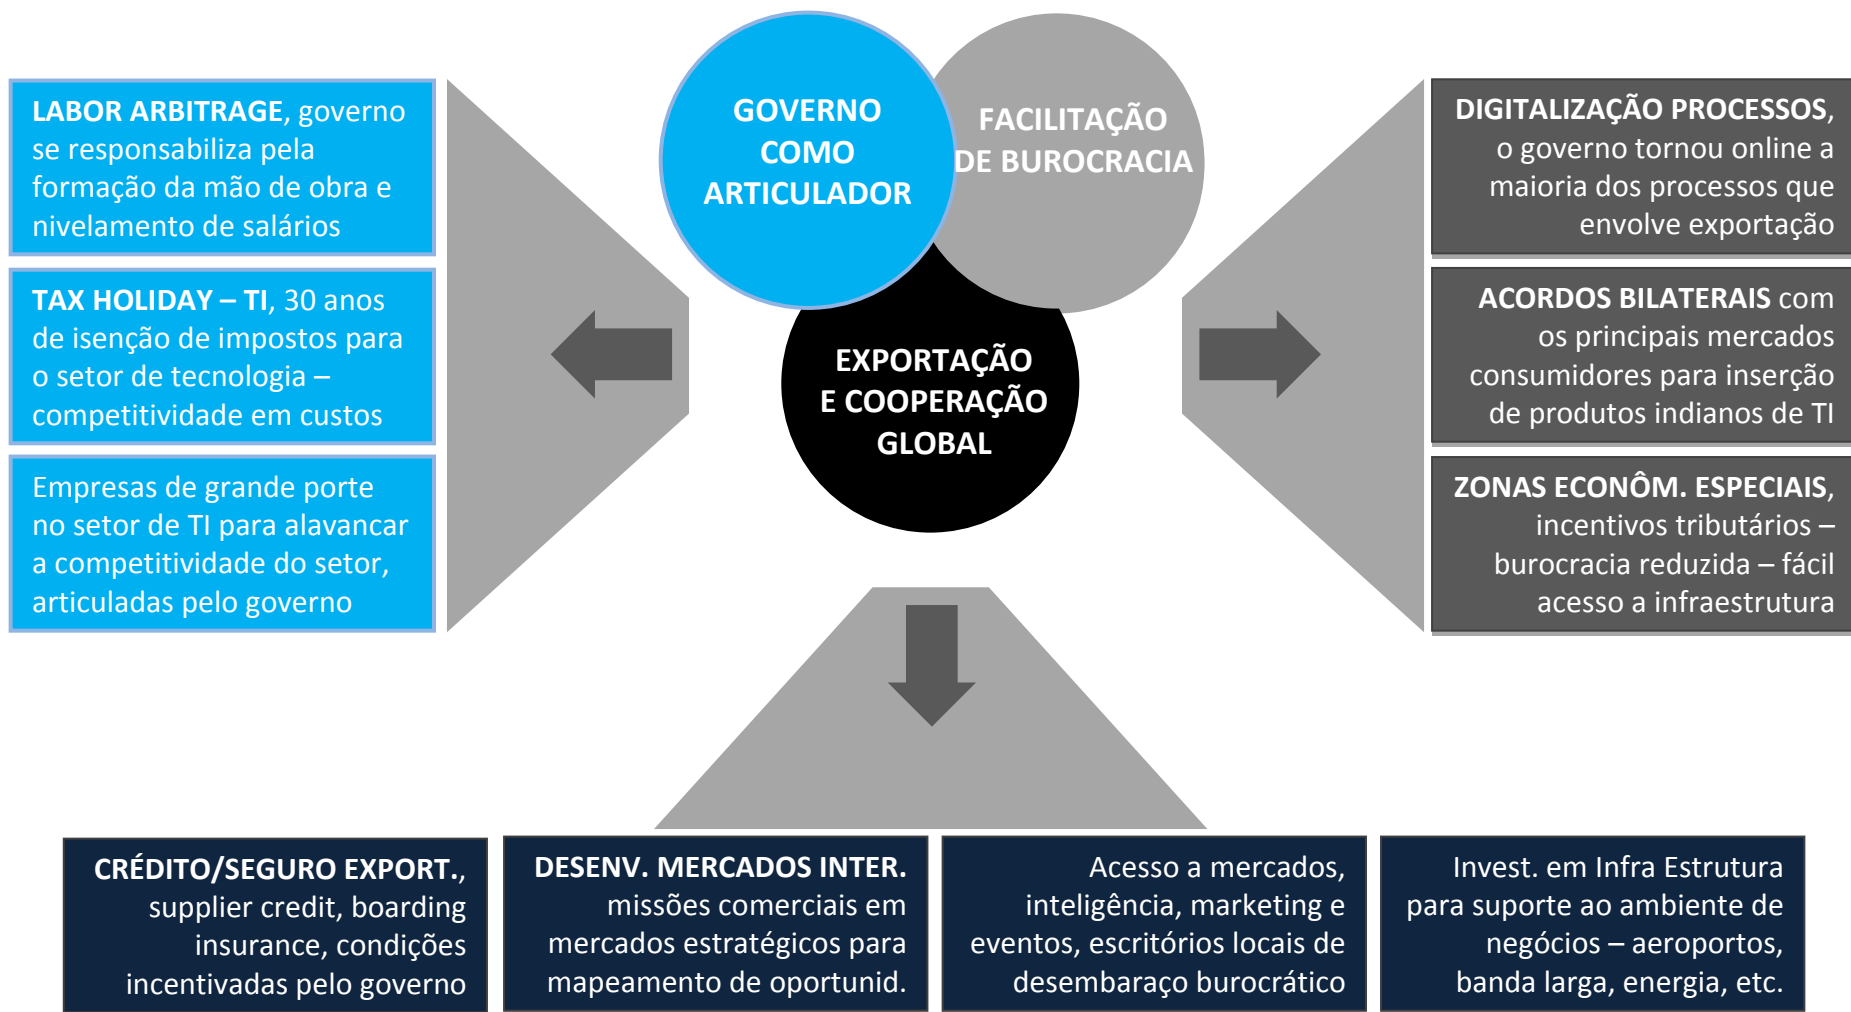 GOVERNO
COMO
ARTICULADOR
FACILITAÇÃO
DE BUROCRACIA
EXPORTAÇÃO
E COOPERAÇÃO
GLOBAL
LABOR ARBITRAGE, governo
se responsabiliza pela
formação da mão de obra e
nivelamento de salários
TAX HOLIDAY – TI, 30 anos
de isenção de impostos para
o setor de tecnologia –
competitividade em custos
Empresas de grande porte
no setor de TI para alavancar
a competitividade do setor,
articuladas pelo governo
DIGITALIZAÇÃO PROCESSOS,
o governo tornou online a
maioria dos processos que
envolve exportação
ACORDOS BILATERAIS com
os principais mercados
consumidores para inserção
de produtos indianos de TI
ZONAS ECONÔM. ESPECIAIS,
incentivos tributários –
burocracia reduzida – fácil
acesso a infraestrutura
CRÉDITO/SEGURO EXPORT.,
supplier credit, boarding
insurance, condições
incentivadas pelo governo
DESENV. MERCADOS INTER.
missões comerciais em
mercados estratégicos para
mapeamento de oportunid.
Acesso a mercados,
inteligência, marketing e
eventos, escritórios locais de
desembaraço burocrático
Invest. em Infra Estrutura
para suporte ao ambiente de
negócios – aeroportos,
banda larga, energia, etc.